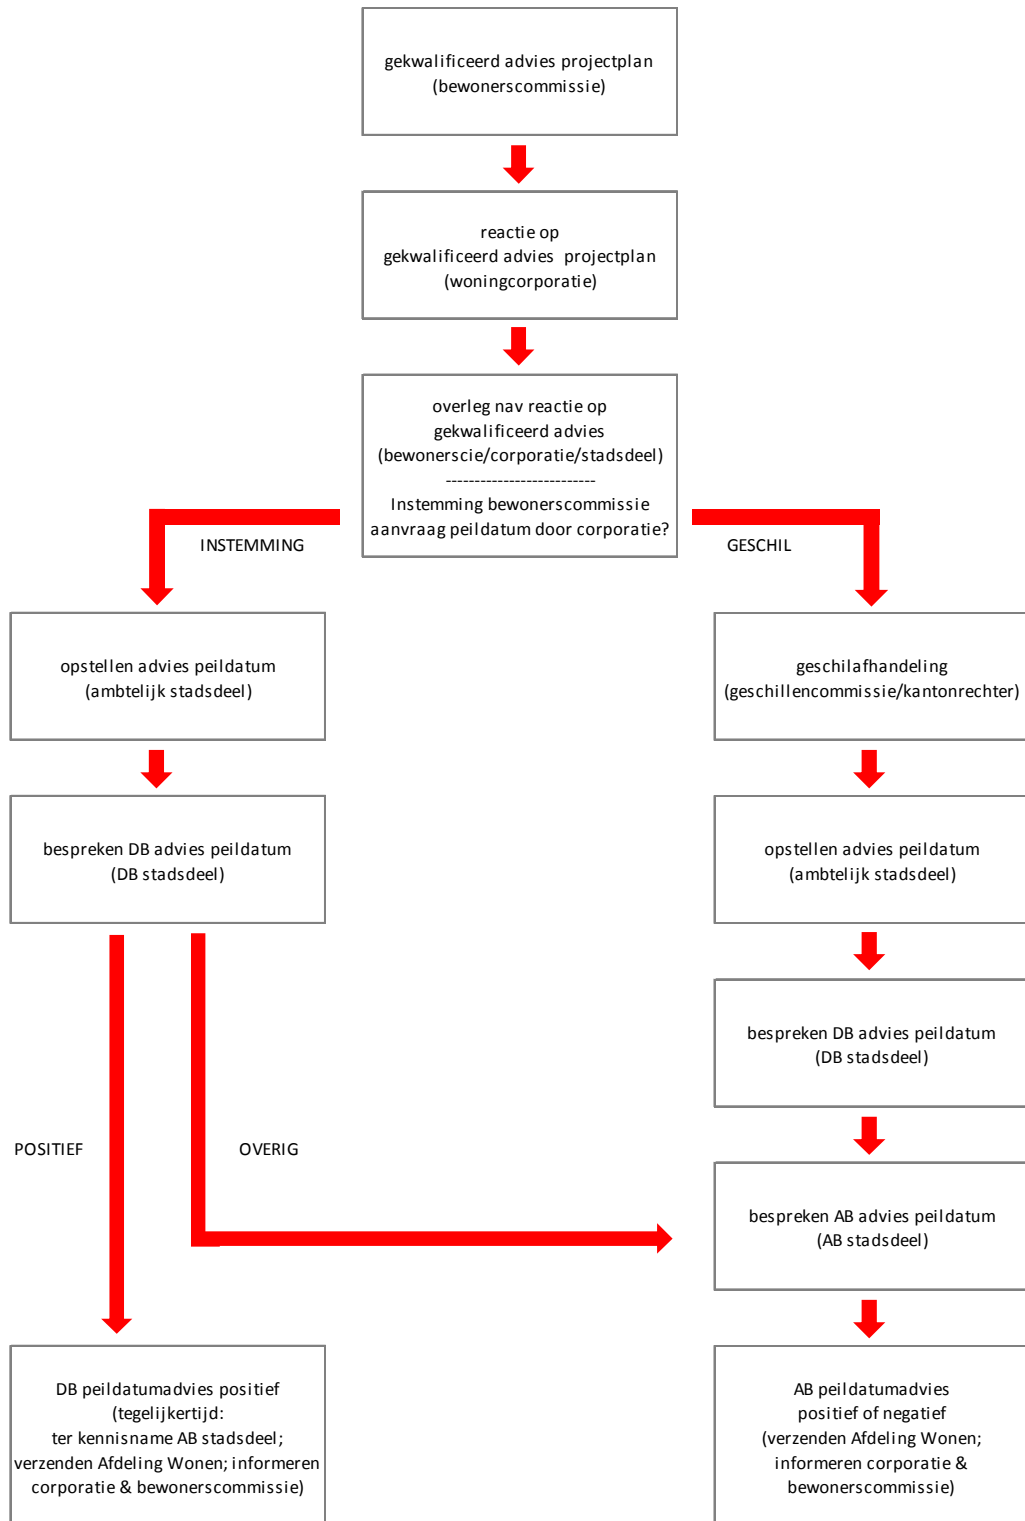 gekwalificeerd advies projectplan
(bewonerscommissie)
reactie op
gekwalificeerd advies projectplan
(woningcorporatie)
overleg nav reactie op
gekwalificeerd advies
(bewonerscie/corporatie/stadsdeel)
--------------------------
Instemming bewonerscommissie
aanvraag peildatum door corporatie?
INSTEMMING
GESCHIL
opstellen advies peildatum
(ambtelijk stadsdeel)
geschilafhandeling
(geschillencommissie/kantonrechter)
bespreken DB advies peildatum
(DB stadsdeel)
opstellen advies peildatum
(ambtelijk stadsdeel)
bespreken DB advies peildatum
(DB stadsdeel)
POSITIEF
OVERIG
bespreken AB advies peildatum
(AB stadsdeel)
DB peildatumadvies positief
(tegelijkertijd:
ter kennisname AB stadsdeel;
verzenden Afdeling Wonen; informeren
corporatie & bewonerscommissie)
AB peildatumadvies
positief of negatief
(verzenden Afdeling Wonen;
informeren corporatie &
bewonerscommissie)